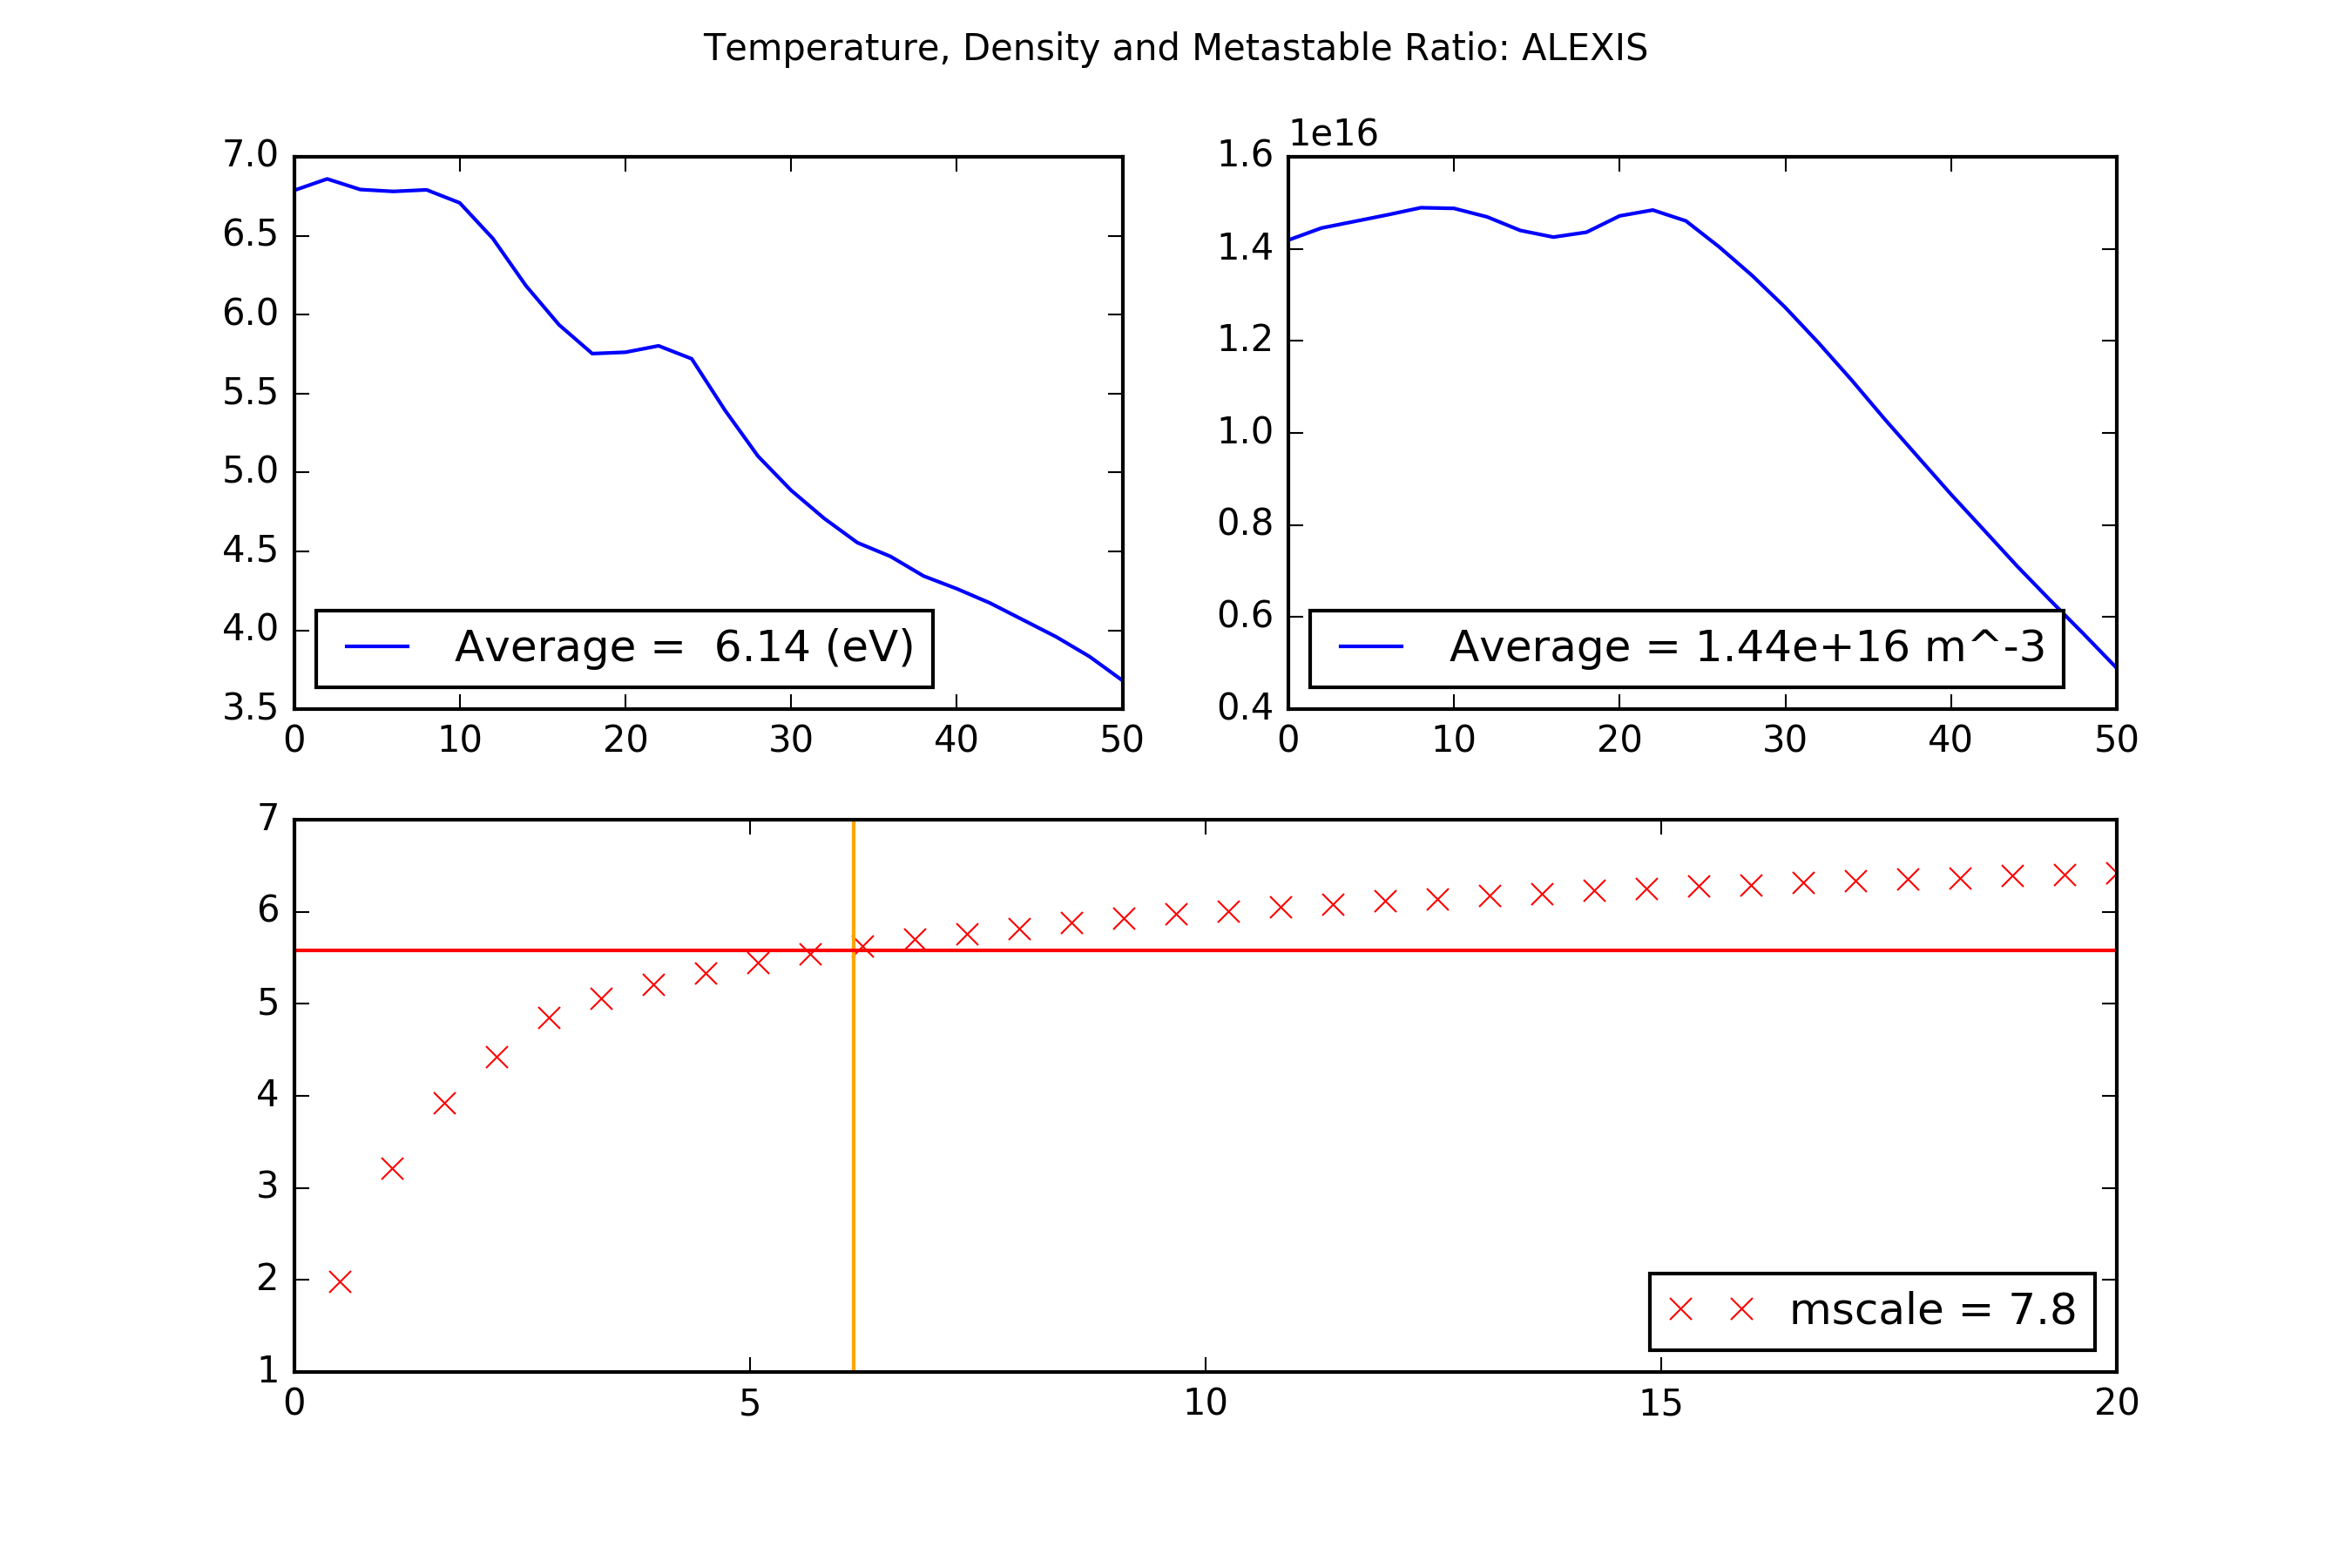 Temperature, Density and Metastable Ratio: ALEXIS
7.0
6.5
6.0
5.5
5.0
4.5
4.0
3.5
0 10 20 30 40 50
Average =  6.14 (eV)
1e16
1.6
1.4
1.2
1.0
0.8
0.6
0.4
0 10 20 30 40 50
Average = 1.44e+16 m^-3
7
6
5
4
3
2
1
0 5 10 15 20
mscale = 7.8